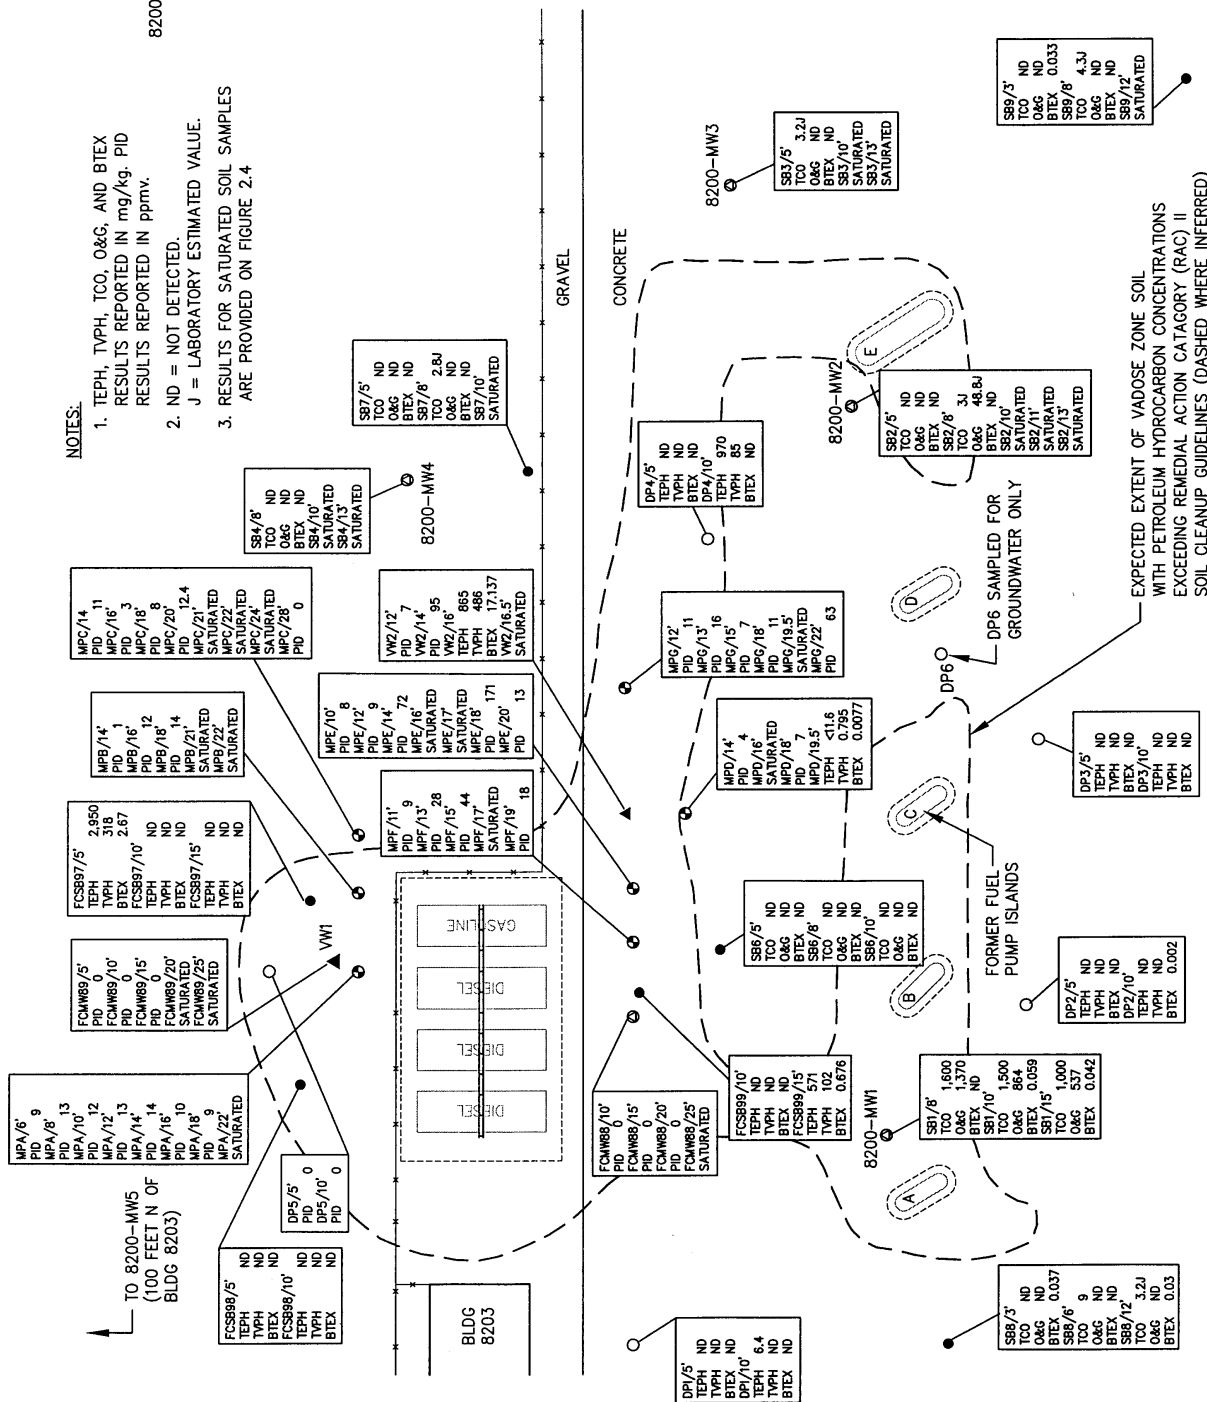 8200
NOTES:
1. TEPH, TVPH, TCO, O&G, AND BTEX
RESULTS REPORTED IN mg/kg. PID
RESULTS REPORTED IN ppmv.
2. ND = NOT DETECTED.
J = LABORATORY ESTIMATED VALUE.
3. RESULTS FOR SATURATED SOIL SAMPLES
ARE PROVIDED ON FIGURE 2.4
TO 8200-MW5
(100 FEET N OF
BLDG 8203)
MPA/6'
PID 9
MPA/8'
PID 13
MPA/10'
PID 12
MPA/12'
PID 13
MPA/14'
PID 14
MPA/16'
PID 10
MPA/18'
PID 9
MPA/22'
SATURATED
FCMW89/5'
PID 0
FCMW89/10'
PID 0
FCMW89/15'
PID 0
FCMW89/20'
SATURATED
FCMW89/25'
SATURATED
FCSB97/5'
TEPH 2,950
TVPH 318
BTEX 2.67
FCSB97/10'
TEPH ND
TVPH ND
BTEX ND
FCSB97/15'
TEPH ND
TVPH ND
BTEX ND
MPB/14'
PID 1
MPB/16'
PID 12
MPB/18'
PID 14
MPB/21'
SATURATED
MPB/22'
SATURATED
MPC/14
PID 11
MPC/16'
PID 3
MPC/18'
PID 8
MPC/20'
PID 12.4
MPC/21'
SATURATED
MPC/22'
SATURATED
MPC/24'
SATURATED
MPC/28'
PID 0
SB4/8'
TCO ND
O&G ND
BTEX ND
SB4/10'
SATURATED
SB4/13'
SATURATED
8200-MW4
SB7/5'
TCO ND
O&G ND
BTEX ND
SB7/8'
TCO 2.8J
O&G ND
BTEX ND
SB7/10'
SATURATED
FCSB98/5'
TEPH ND
TVPH ND
BTEX ND
FCSB98/10'
TEPH ND
TVPH ND
BTEX ND
DP5/5'
PID 0
DP5/10'
PID 0
VW1
MPF/11'
PID 9
MPF/13'
PID 28
MPF/15'
PID 44
MPF/17'
SATURATED
MPF/19'
PID 18
MPE/10'
PID 8
MPE/12'
PID 9
MPE/14'
PID 72
MPE/16'
SATURATED
MPE/17'
SATURATED
MPE/18'
PID 171
MPE/20'
PID 13
VW2/12'
PID 7
VW2/14'
PID 95
VW2/16'
TEPH 865
TVPH 486
BTEX 17.137
VW2/16.5'
SATURATED
BLDG
8203
DIESEL
DIESEL
DIESEL
GASOLINE
GRAVEL
CONCRETE
FCMW88/10'
PID 0
FCMW88/15'
PID 0
FCMW88/20'
PID 0
FCMW88/25'
SATURATED
MPG/12'
PID 11
MPG/13'
PID 16
MPG/15'
PID 7
MPG/18'
PID 11
MPG/19.5'
SATURATED
MPG/22'
PID 63
DP4/5'
TEPH ND
TVPH ND
BTEX ND
DP4/10'
TEPH 970
TVPH 85
BTEX ND
8200-MW3
SB3/5'
TCO 3.2J
O&G ND
BTEX ND
SB3/10'
SATURATED
SB3/13'
SATURATED
DP1/5'
TEPH ND
TVPH ND
BTEX ND
DP1/10'
TEPH 6.4
TVPH ND
BTEX ND
FCSB99/10'
TEPH ND
TVPH ND
BTEX ND
FCSB99/15'
TEPH 571
TVPH 102
BTEX 0.676
SB6/5'
TCO ND
O&G ND
BTEX ND
SB6/8'
TCO ND
O&G ND
BTEX ND
SB6/10'
TCO ND
O&G ND
BTEX ND
MPD/14'
PID 4
MPD/16'
SATURATED
MPD/18'
PID 7
MPD/19.5'
TEPH <11.6
TVPH 0.795
BTEX 0.0077
8200-MW2
SB2/5'
TCO ND
O&G ND
BTEX ND
SB2/8'
TCO 3J
O&G 48.8J
BTEX ND
SB2/10'
SATURATED
SB2/11'
SATURATED
SB2/13'
SATURATED
8200-MW1
SB1/8'
TCO 1,600
O&G 1,370
BTEX ND
SB1/10'
TCO 1,500
O&G 864
BTEX 0.059
SB1/15'
TCO 1,000
O&G 537
BTEX 0.042
A
B
C
D
E
FORMER FUEL
PUMP ISLANDS
DP6
DP6 SAMPLED FOR
GROUNDWATER ONLY
SB8/3'
TCO ND
O&G ND
BTEX 0.037
SB8/6'
TCO 9
O&G ND
BTEX ND
SB8/12'
TCO 3.2J
O&G ND
BTEX 0.03
DP2/5'
TEPH ND
TVPH ND
BTEX ND
DP2/10'
TEPH ND
TVPH ND
BTEX 0.002
DP3/5'
TEPH ND
TVPH ND
BTEX ND
DP3/10'
TEPH ND
TVPH ND
BTEX ND
SB9/3'
TCO ND
O&G ND
BTEX 0.033
SB9/8'
TCO 4.3J
O&G ND
BTEX ND
SB9/12'
SATURATED
EXPECTED EXTENT OF VADOSE ZONE SOIL
WITH PETROLEUM HYDROCARBON CONCENTRATIONS
EXCEEDING REMEDIAL ACTION CATAGORY (RAC) II
SOIL CLEANUP GUIDELINES (DASHED WHERE INFERRED)